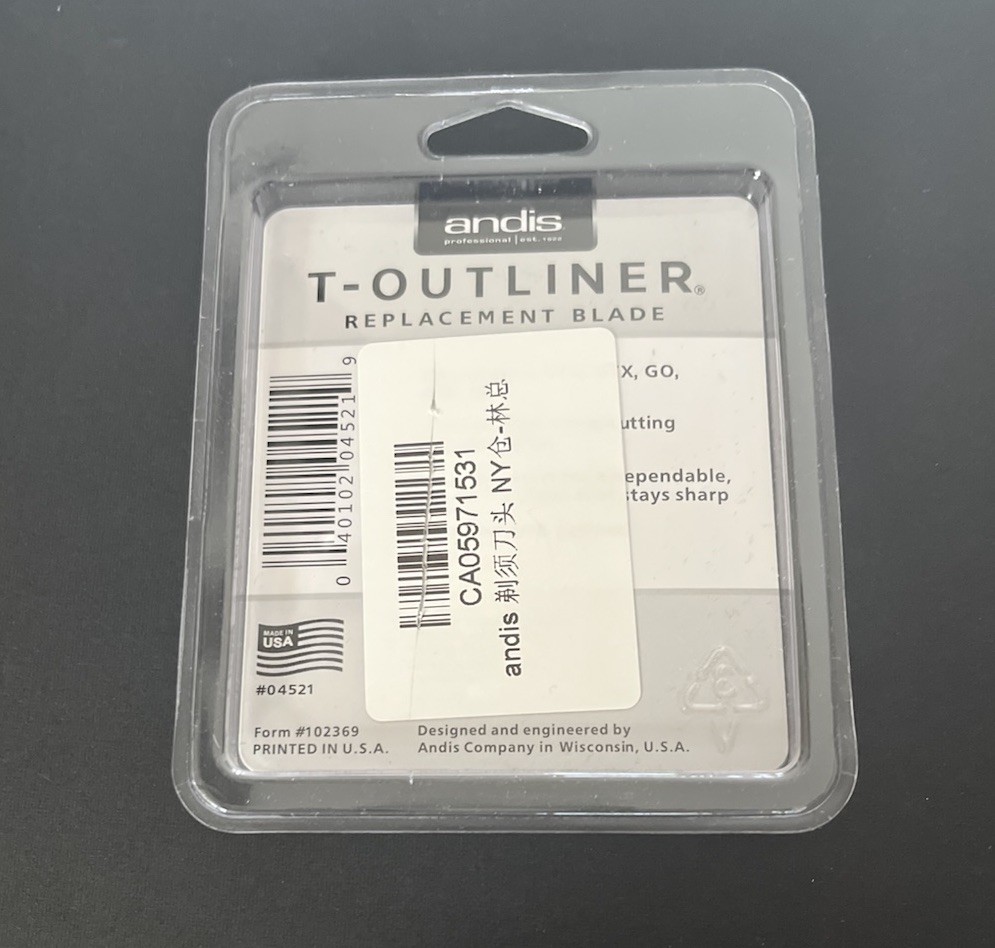 andis
professional | est. 1922
T-OUTLINER®
REPLACEMENT BLADE
X, GO,
utting
ependable,
stays sharp
0 40102 04521 9
CA05971531
andis 剃须刀头 NY仓-林总
MADE IN
USA
#04521
Form #102369
PRINTED IN U.S.A.
Designed and engineered by
Andis Company in Wisconsin, U.S.A.